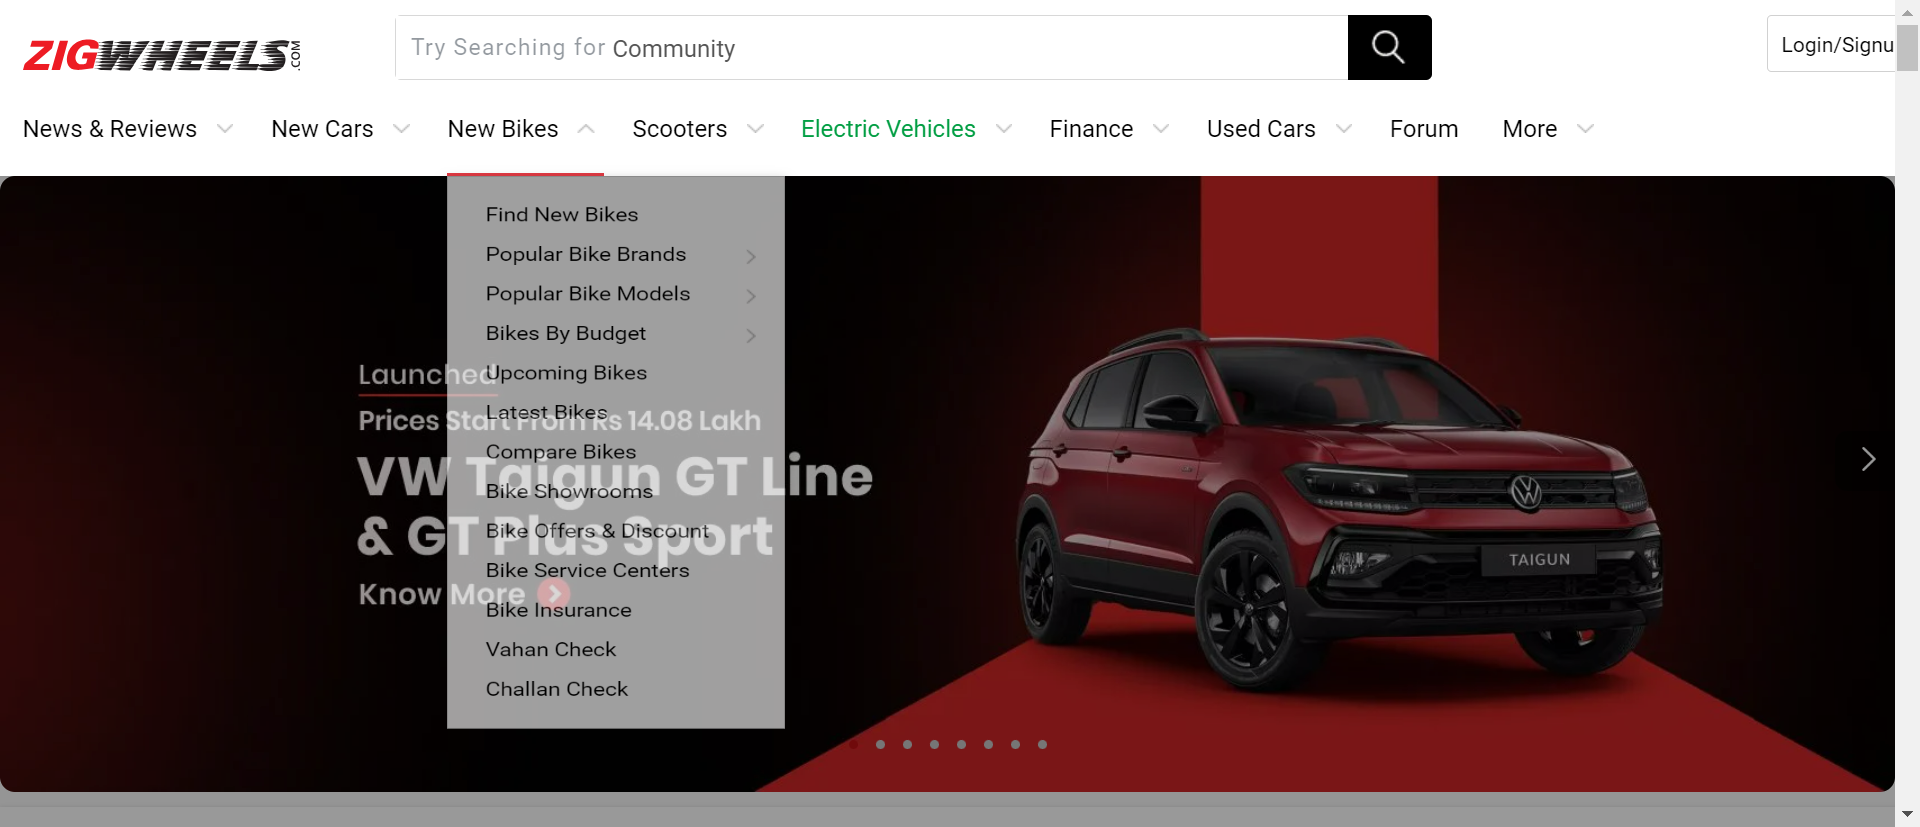 ZIGWHEELS.COM
Try Searching for Community
Login/Signu
News & Reviews New Cars New Bikes Scooters Electric Vehicles Finance Used Cars Forum More
Find New Bikes
Popular Bike Brands
Popular Bike Models
Bikes By Budget
Upcoming Bikes
Latest Bikes
Compare Bikes
Bike Showrooms
Bike Offers & Discount
Bike Service Centers
Bike Insurance
Vahan Check
Challan Check
Launched
Prices Start From Rs 14.08 Lakh
VW Taigun GT Line
& GT Plus Sport
Know More
TAIGUN